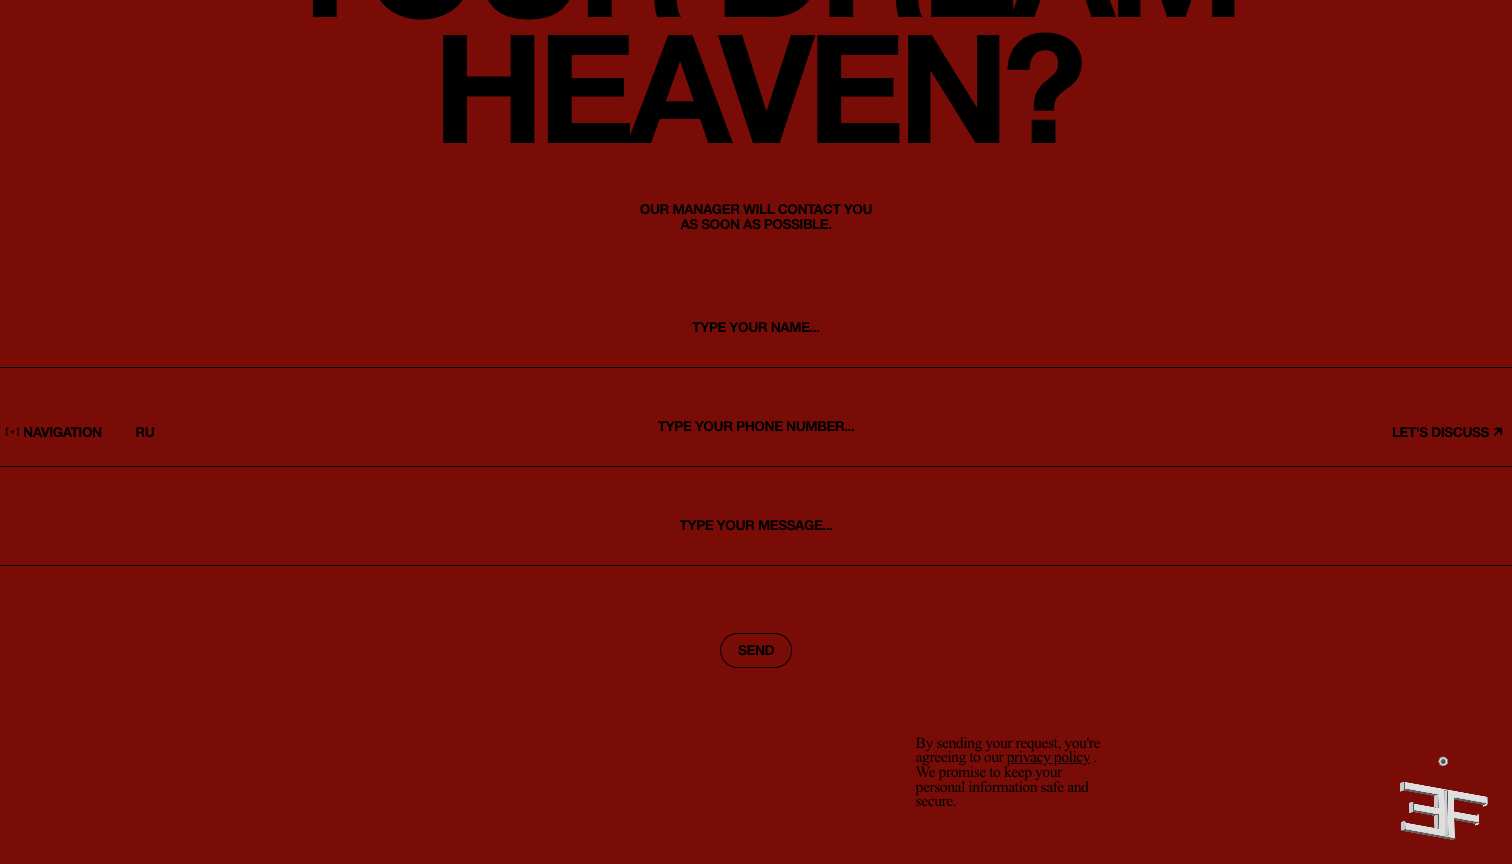 YOUR DREAM
HEAVEN?
OUR MANAGER WILL CONTACT YOU
AS SOON AS POSSIBLE.
TYPE YOUR NAME...
TYPE YOUR PHONE NUMBER...
[+] NAVIGATION
RU
LET'S DISCUSS ↗
TYPE YOUR MESSAGE...
SEND
By sending your request, you're
agreeing to our privacy policy .
We promise to keep your
personal information safe and
secure.